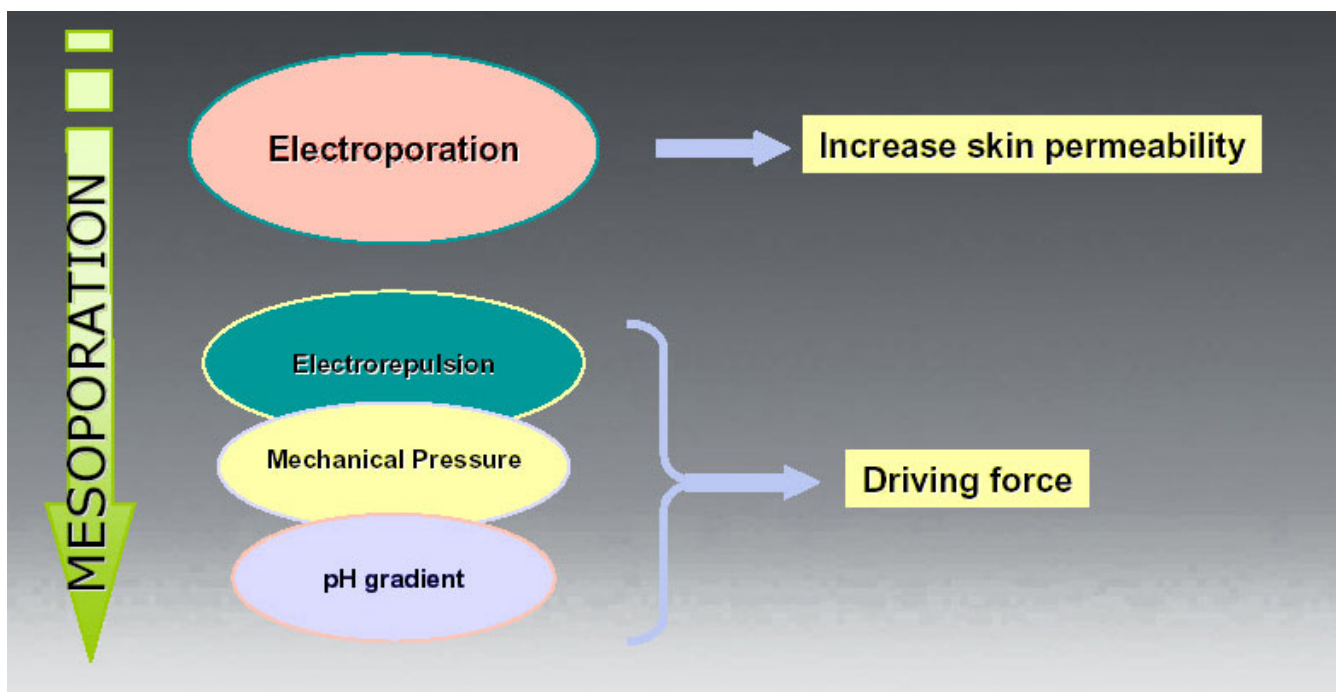 MESOPORATION
Electroporation
Increase skin permeability
Electrorepulsion
Mechanical Pressure
pH gradient
Driving force